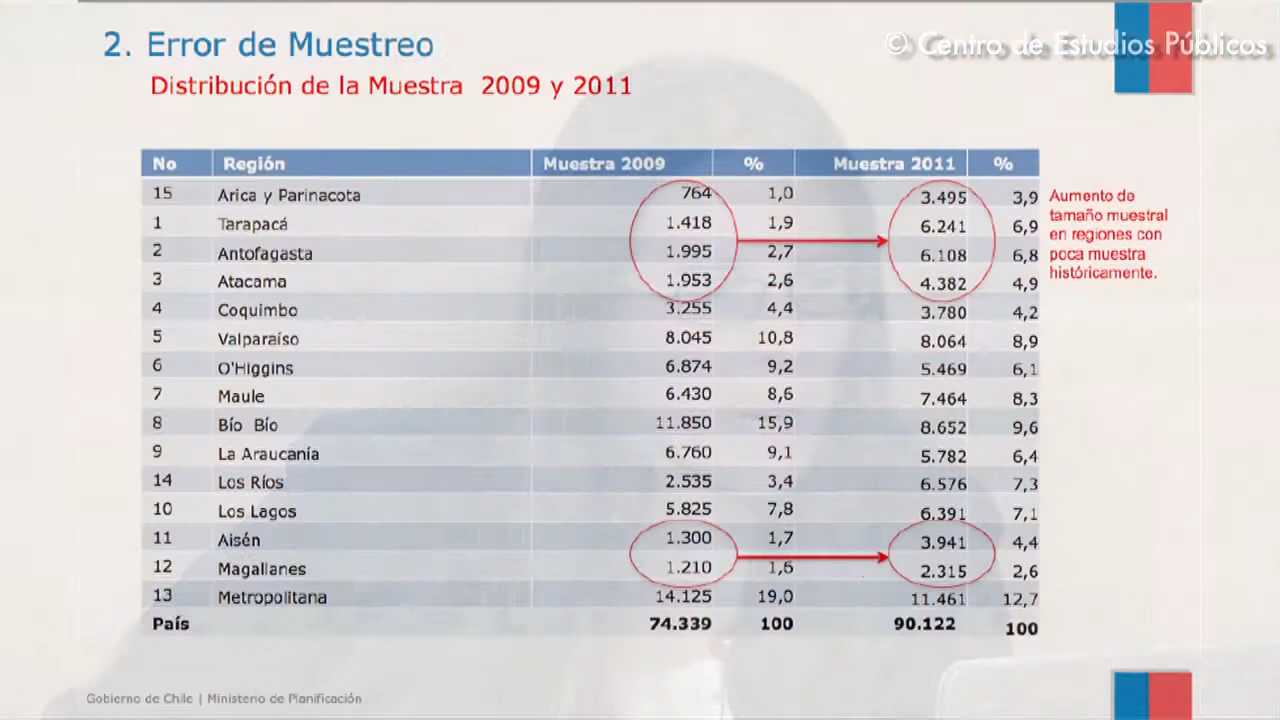 2. Error de Muestreo
© Centro de Estudios Públicos
Distribución de la Muestra 2009 y 2011
No Región Muestra 2009 % Muestra 2011 %
15 Arica y Parinacota 764 1,0 3.495 3,9
1 Tarapacá 1.418 1,9 6.241 6,9
2 Antofagasta 1.995 2,7 6.108 6,8
3 Atacama 1.953 2,6 4.382 4,9
4 Coquimbo 3.255 4,4 3.780 4,2
5 Valparaíso 8.045 10,8 8.064 8,9
6 O'Higgins 6.874 9,2 5.469 6,1
7 Maule 6.430 8,6 7.464 8,3
8 Bío Bío 11.850 15,9 8.652 9,6
9 La Araucanía 6.760 9,1 5.782 6,4
14 Los Ríos 2.535 3,4 6.576 7,3
10 Los Lagos 5.825 7,8 6.391 7,1
11 Aisén 1.300 1,7 3.941 4,4
12 Magallanes 1.210 1,6 2.315 2,6
13 Metropolitana 14.125 19,0 11.461 12,7
País 74.339 100 90.122 100
Aumento de
tamaño muestral
en regiones con
poca muestra
históricamente.
Gobierno de Chile | Ministerio de Planificación